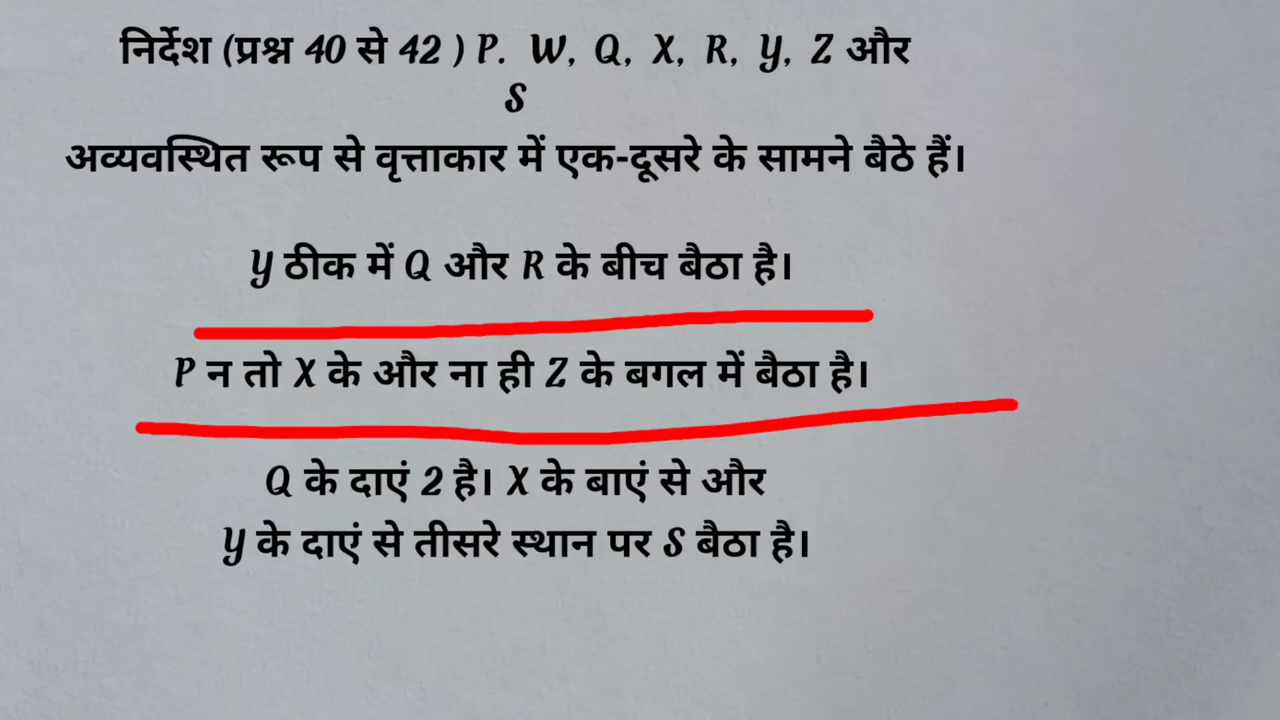 निर्देश (प्रश्न 40 से 42 ) P. W, Q, X, R, Y, Z और
S
अव्यवस्थित रूप से वृत्ताकार में एक-दूसरे के सामने बैठे हैं।
Y ठीक में Q और R के बीच बैठा है।
P न तो X के और ना ही Z के बगल में बैठा है।
Q के दाएं 2 है। X के बाएं से और
Y के दाएं से तीसरे स्थान पर S बैठा है।